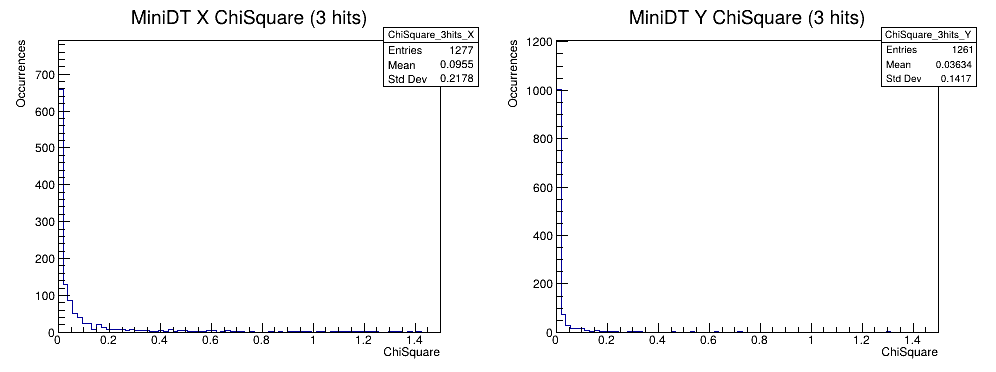 MiniDT X ChiSquare (3 hits)
ChiSquare_3hits_X
Entries 1277
Mean 0.0955
Std Dev 0.2178
Occurrences
700
600
500
400
300
200
100
0
0 0.2 0.4 0.6 0.8 1 1.2 1.4
ChiSquare
MiniDT Y ChiSquare (3 hits)
ChiSquare_3hits_Y
Entries 1261
Mean 0.03634
Std Dev 0.1417
Occurrences
1200
1000
800
600
400
200
0
0 0.2 0.4 0.6 0.8 1 1.2 1.4
ChiSquare